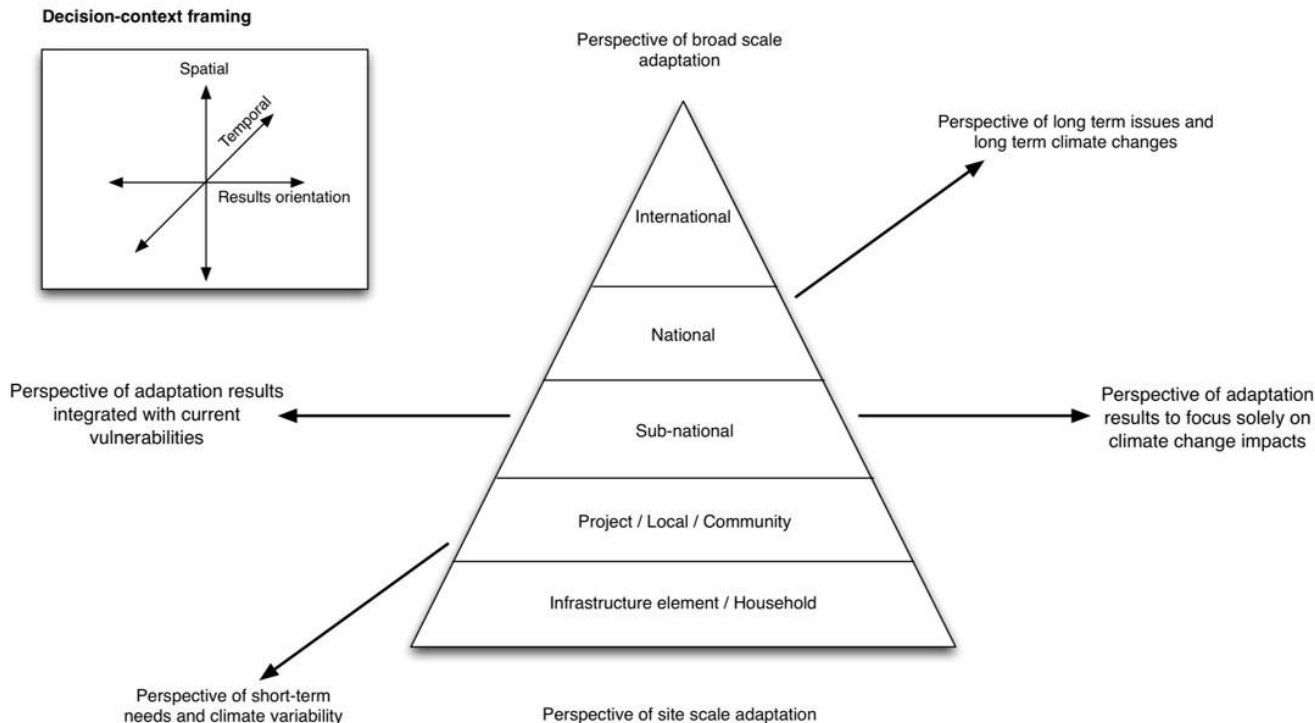 Decision-context framing
Spatial
Temporal
Results orientation
Perspective of broad scale
adaptation
Perspective of long term issues and
long term climate changes
International
National
Perspective of adaptation results
integrated with current
vulnerabilities
Sub-national
Perspective of adaptation
results to focus solely on
climate change impacts
Project / Local / Community
Infrastructure element / Household
Perspective of short-term
needs and climate variability
Perspective of site scale adaptation